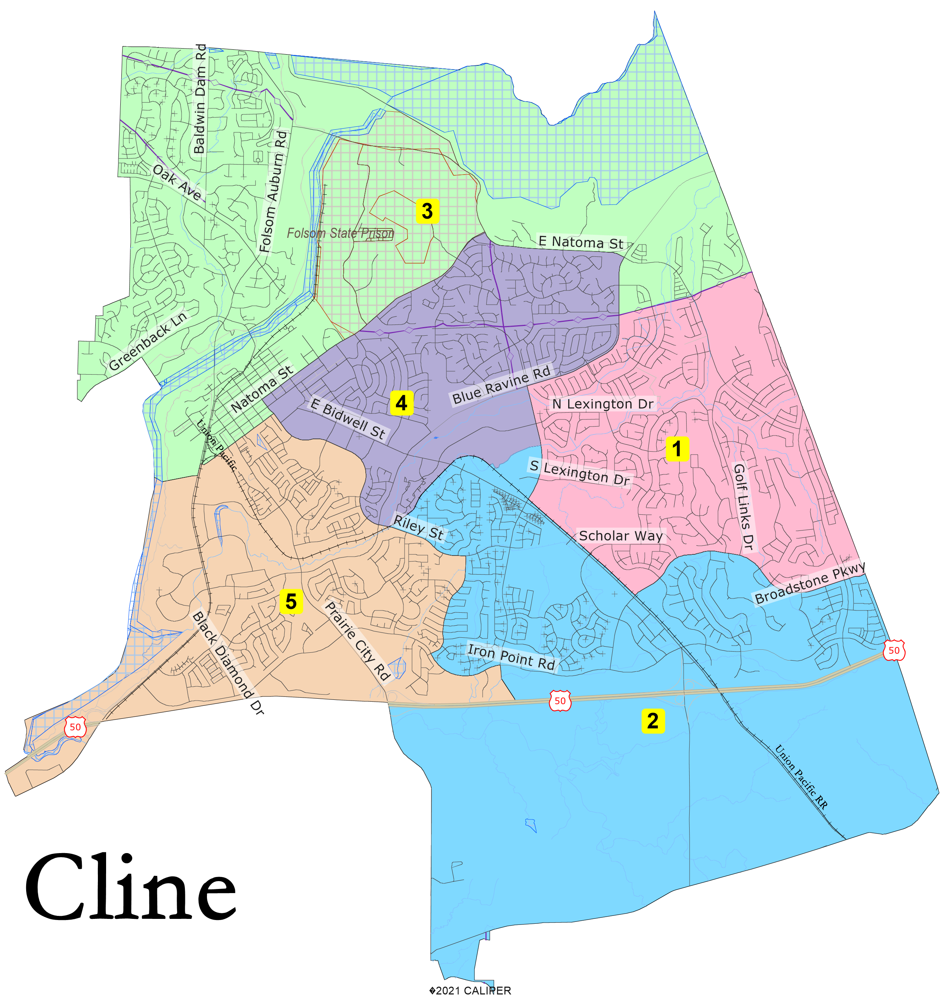 Baldwin Dam Rd
Oak Ave
Folsom Auburn Rd
3
Folsom State Prison
E Natoma St
Greenback Ln
Natoma St
Blue Ravine Rd
4
E Bidwell St
N Lexington Dr
Union Pacific
1
S Lexington Dr
Golf Links Dr
Riley St
Scholar Way
Broadstone Pkwy
5
Prairie City Rd
Black Diamond Dr
Iron Point Rd
50
50
50
2
Union Pacific RR
Cline
�2021 CALIPER